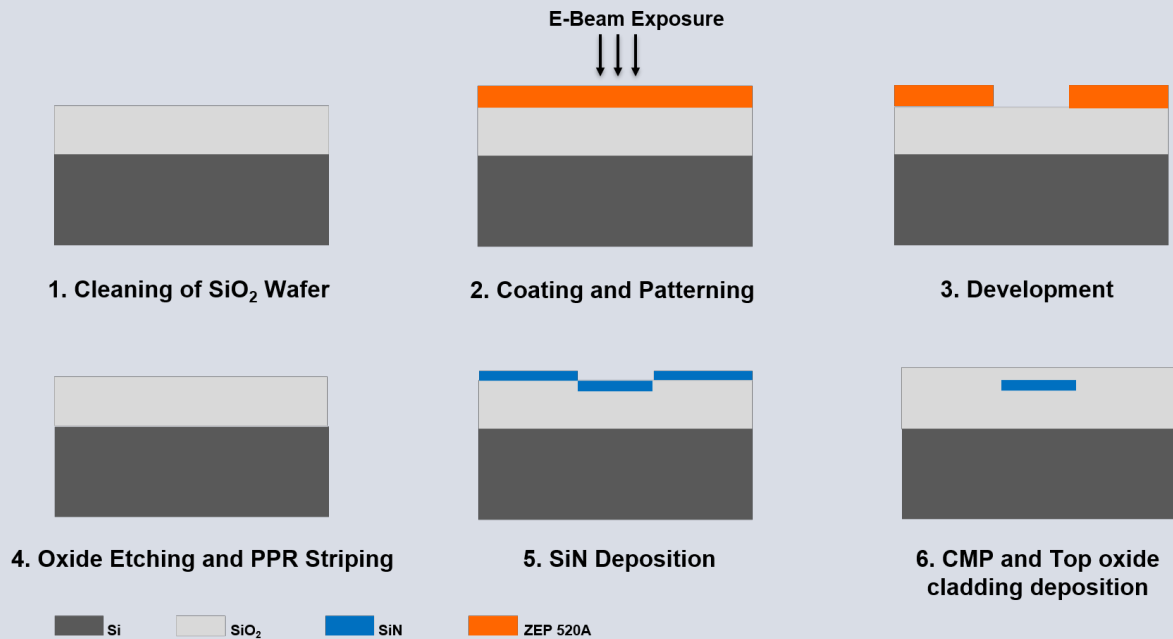 E-Beam Exposure
1. Cleaning of SiO₂ Wafer
2. Coating and Patterning
3. Development
4. Oxide Etching and PPR Striping
5. SiN Deposition
6. CMP and Top oxide
cladding deposition
Si
SiO₂
SiN
ZEP 520A